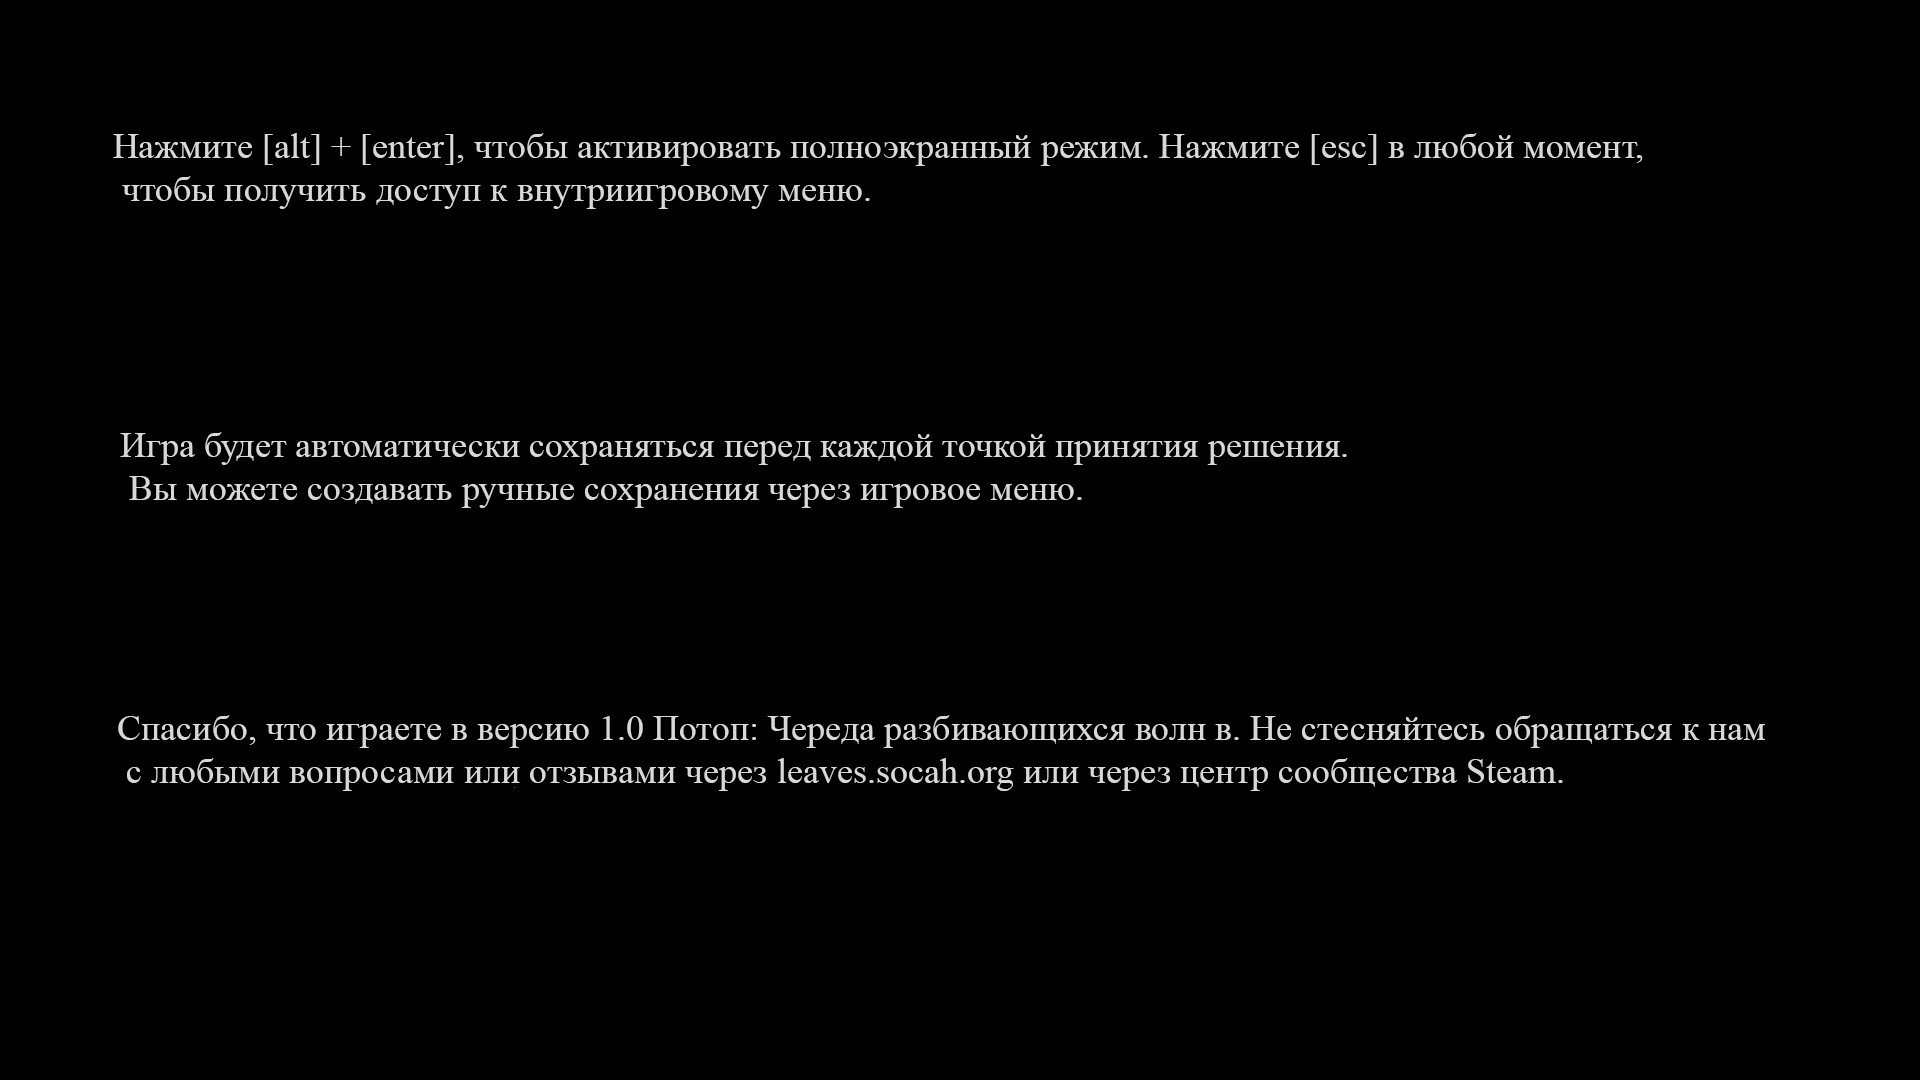 Нажмите [alt] + [enter], чтобы активировать полноэкранный режим. Нажмите [esc] в любой момент,
чтобы получить доступ к внутриигровому меню.
Игра будет автоматически сохраняться перед каждой точкой принятия решения.
Вы можете создавать ручные сохранения через игровое меню.
Спасибо, что играете в версию 1.0 Потоп: Череда разбивающихся волн в. Не стесняйтесь обращаться к нам
с любыми вопросами или отзывами через leaves.socah.org или через центр сообщества Steam.